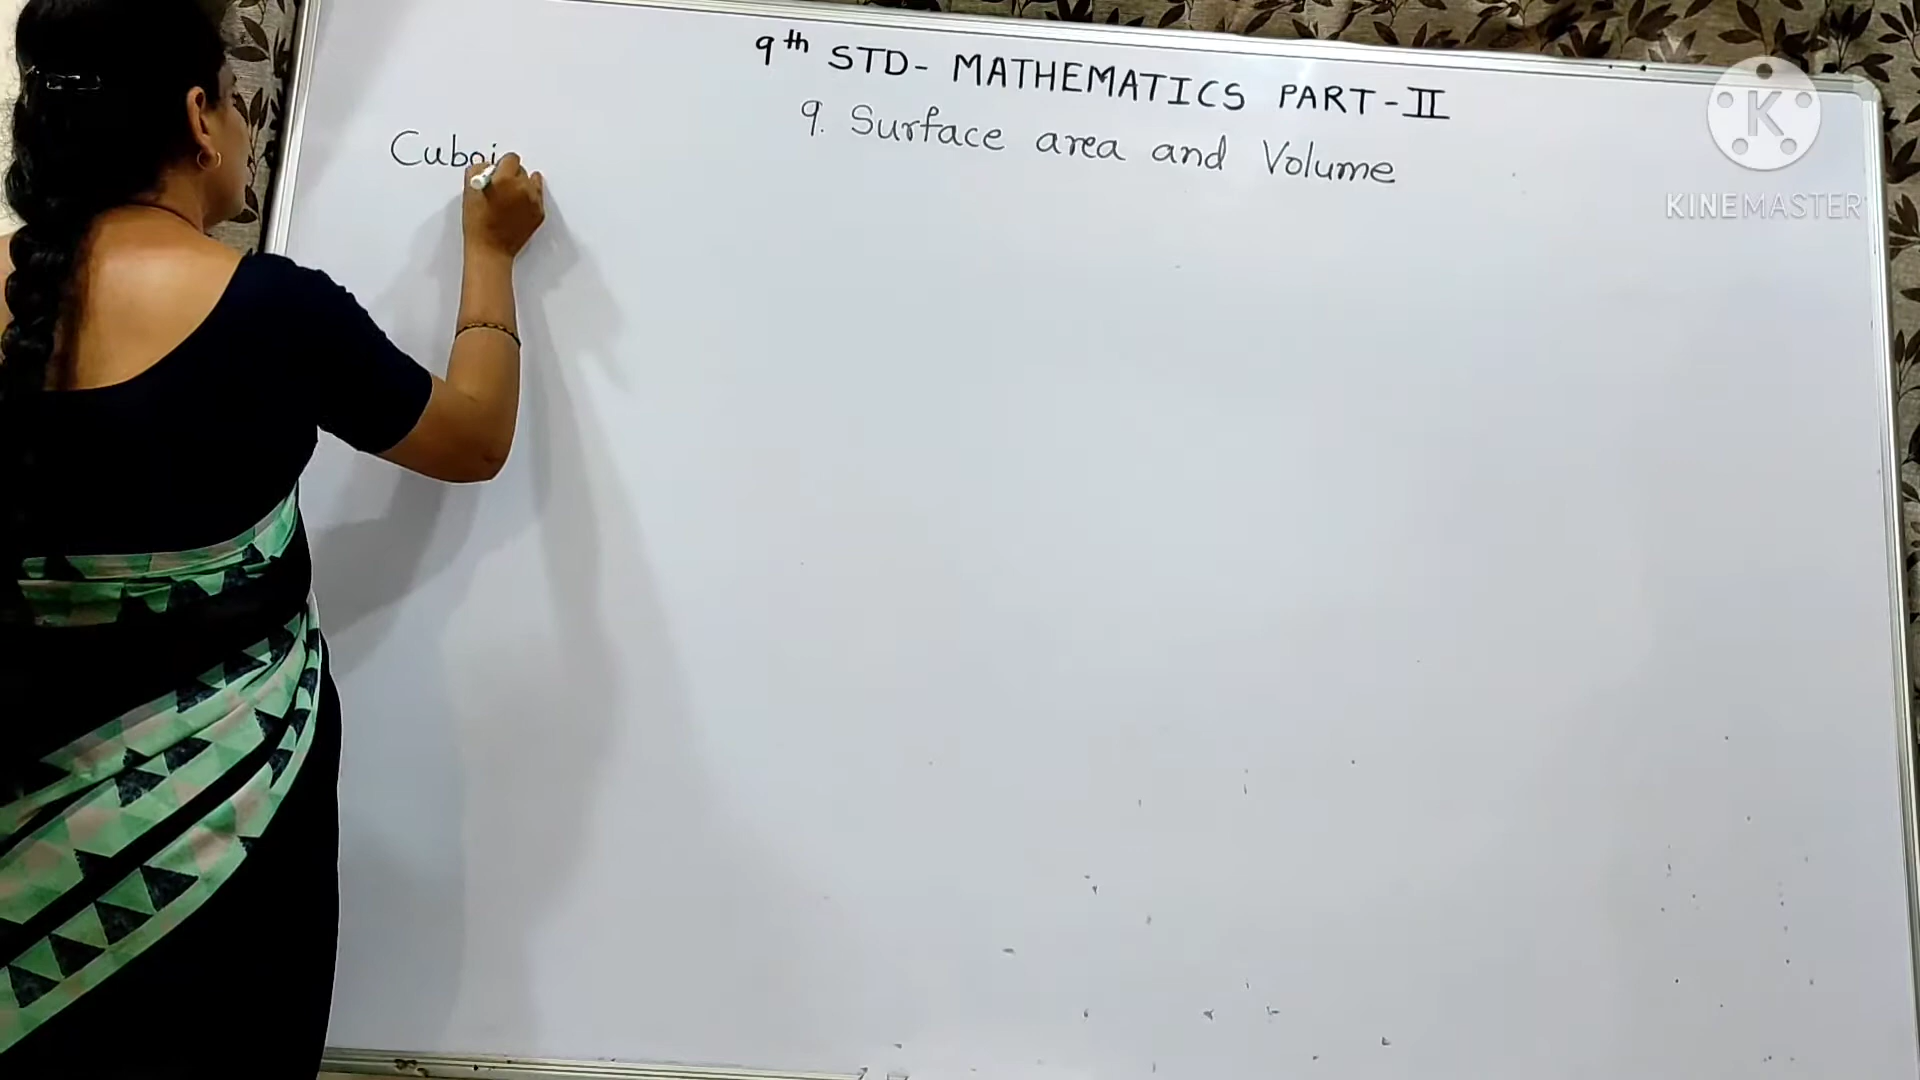 9th STD- MATHEMATICS PART-II
9. Surface area and Volume
Cuboi
K
KINEMASTER